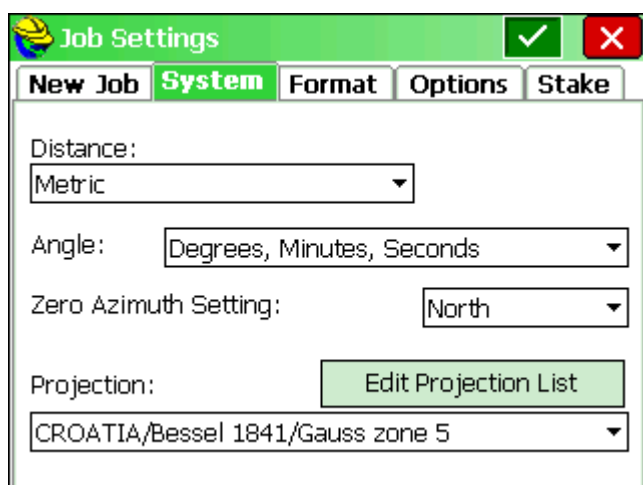 Job Settings
New Job System Format Options Stake
Distance:
Metric
Angle: Degrees, Minutes, Seconds
Zero Azimuth Setting: North
Projection: Edit Projection List
CROATIA/Bessel 1841/Gauss zone 5